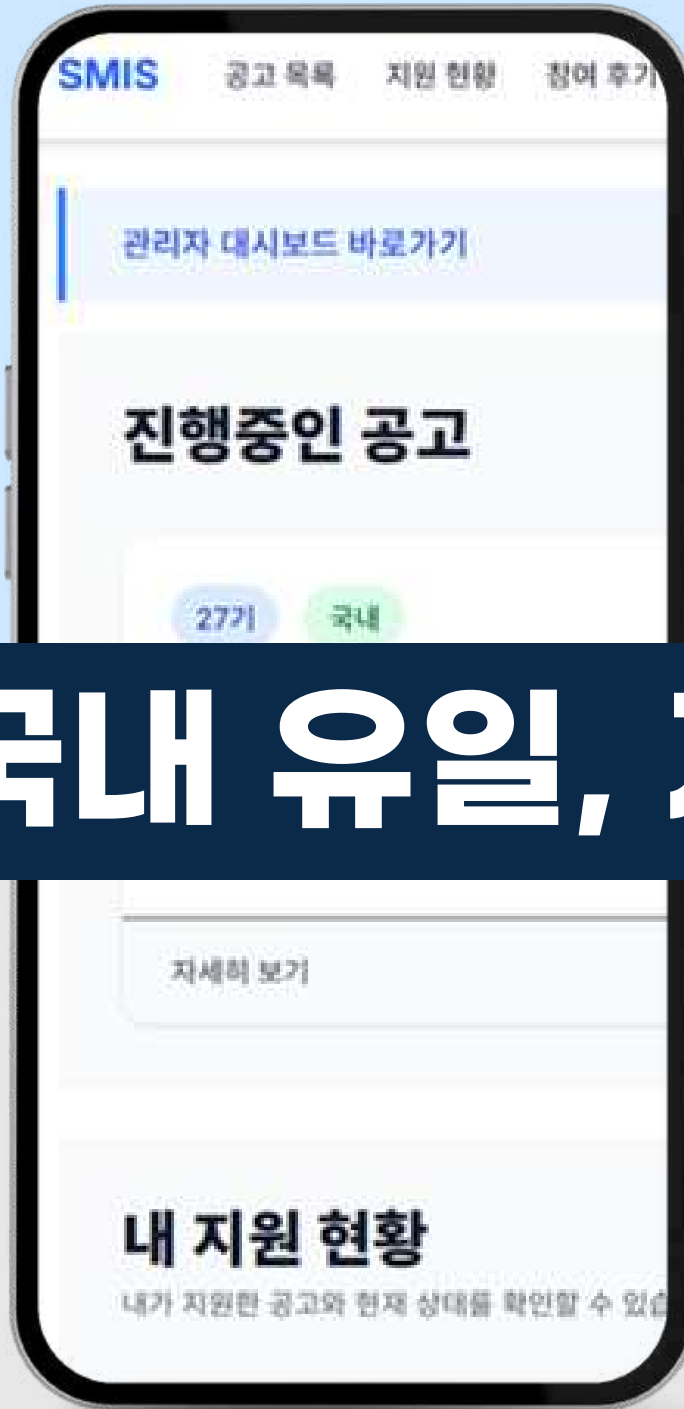 SMIS 공고 목록 지원 현황 참여 후기
관리자 대시보드 바로가기
진행중인 공고
27기 국내
국내 유일,
자세히 보기
내 지원 현황
내가 지원한 공고와 현재 상태를 확인할 수 있습